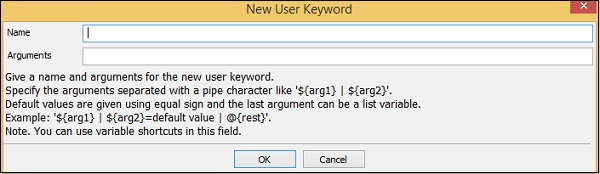 New User Keyword
Name
Arguments
Give a name and arguments for the new user keyword.
Specify the arguments separated with a pipe character like '${arg1} | ${arg2}'.
Default values are given using equal sign and the last argument can be a list variable.
Example: '${arg1} | ${arg2}=default value | @{rest}'.
Note. You can use variable shortcuts in this field.
OK
Cancel